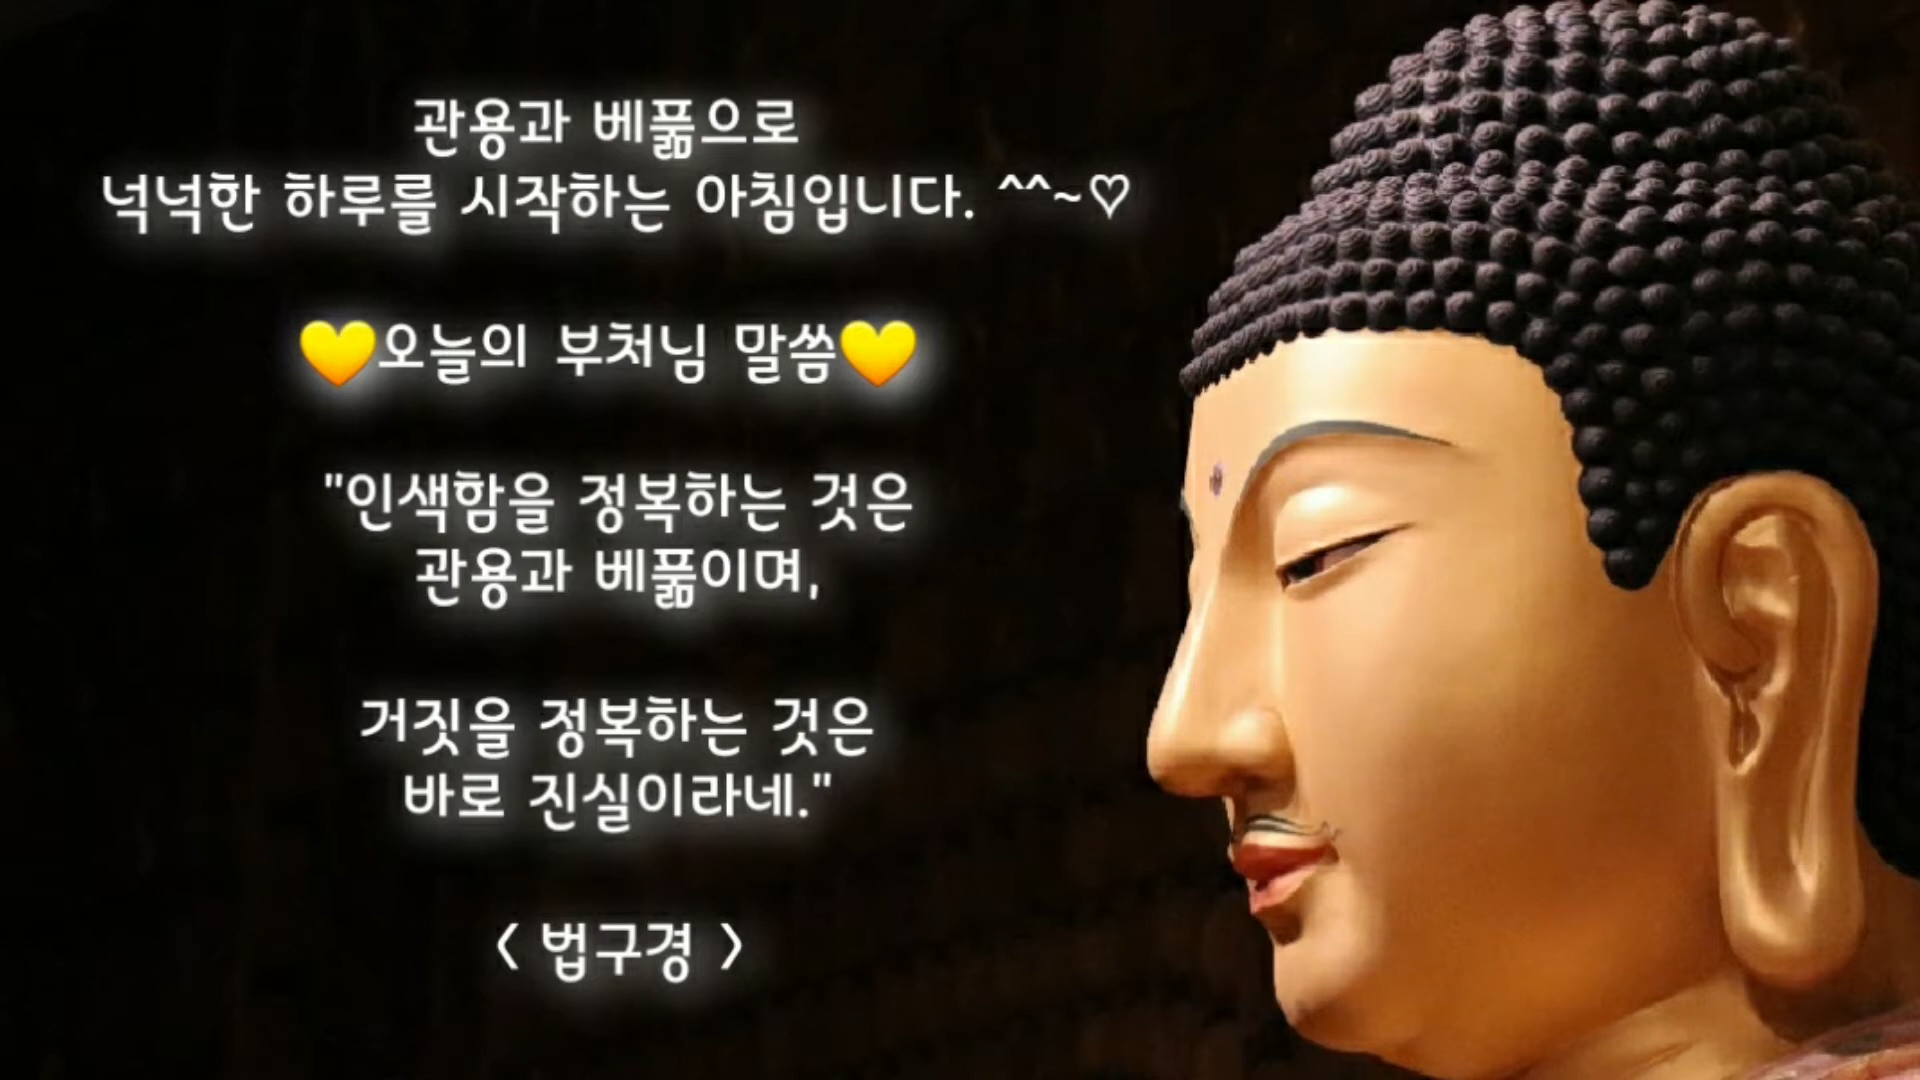 관용과 베풂으로
넉넉한 하루를 시작하는 아침입니다. ^^~♡
💛오늘의 부처님 말씀💛
"인색함을 정복하는 것은
관용과 베풂이며,
거짓을 정복하는 것은
바로 진실이라네."
< 법구경 >